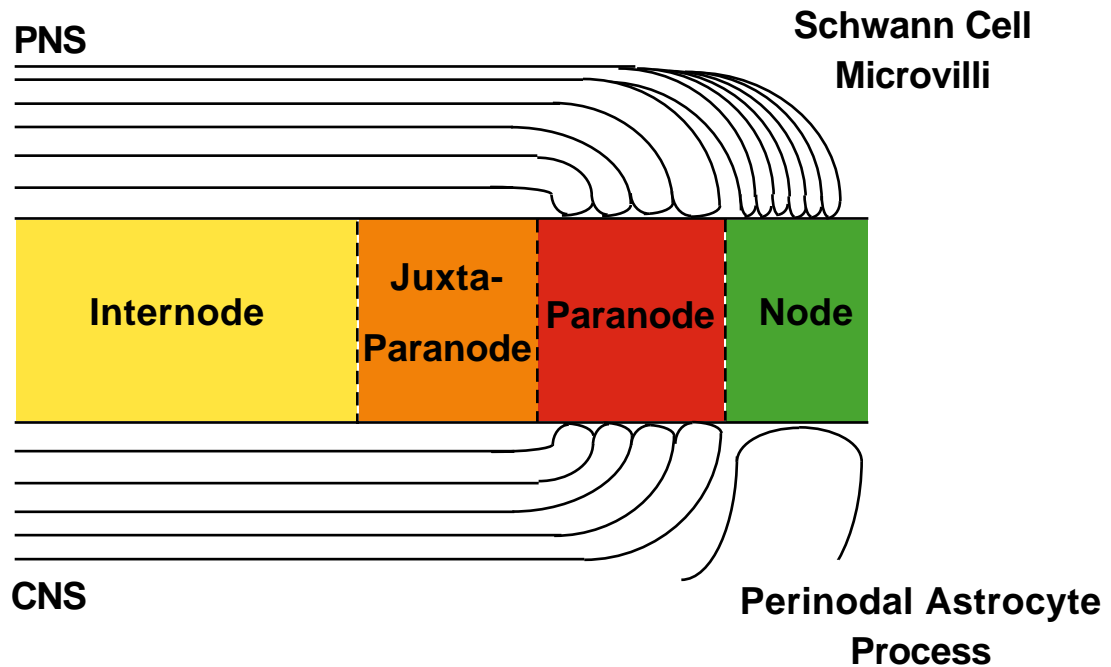 PNS
Schwann Cell
Microvilli
Internode
Juxta-
Paranode
Paranode
Node
CNS
Perinodal Astrocyte
Process